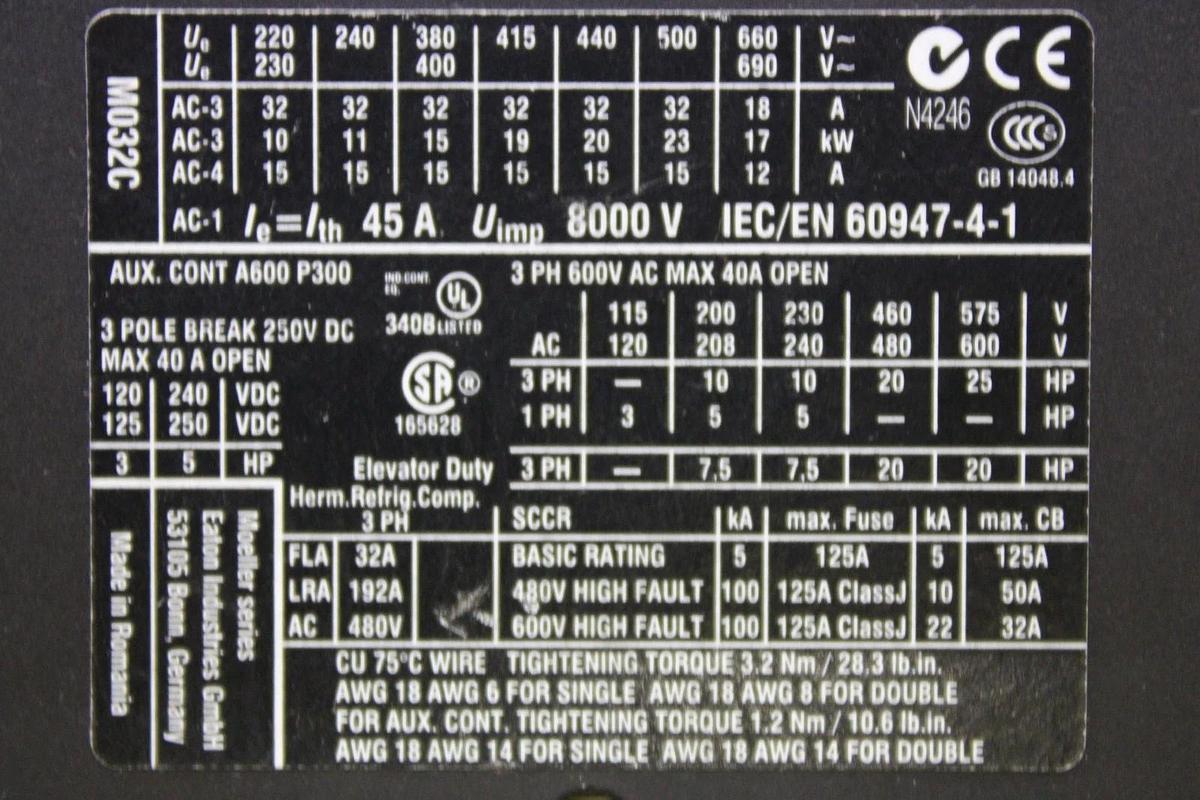 M032C
Ue 220 240 380 415 440 500 660 V~
Ue 230 400 690 V~
AC-3 32 32 32 32 32 32 18 A
AC-3 10 11 15 19 20 23 17 kW
AC-4 15 15 15 15 15 15 12 A
AC-1 Ie=Ith 45 A Uimp 8000 V IEC/EN 60947-4-1
CE
N4246
CCC S
GB 14048.4
AUX. CONT A600 P300
3 POLE BREAK 250V DC
MAX 40 A OPEN
120 240 VDC
125 250 VDC
3 5 HP
IND.CONT.
EQ.
UL
340B LISTED
SA ®
165628
3 PH 600V AC MAX 40A OPEN
115 200 230 460 575 V
AC 120 208 240 480 600 V
3 PH — 10 10 20 25 HP
1 PH 3 5 5 — — HP
Elevator Duty 3 PH — 7,5 7,5 20 20 HP
Herm.Refrig.Comp.
3 PH
FLA 32A
LRA 192A
AC 480V
SCCR kA max. Fuse kA max. CB
BASIC RATING 5 125A 5 125A
480V HIGH FAULT 100 125A ClassJ 10 50A
600V HIGH FAULT 100 125A ClassJ 22 32A
CU 75°C WIRE TIGHTENING TORQUE 3.2 Nm / 28.3 lb.in.
AWG 18 AWG 6 FOR SINGLE AWG 18 AWG 8 FOR DOUBLE
FOR AUX. CONT. TIGHTENING TORQUE 1.2 Nm / 10.6 lb.in.
AWG 18 AWG 14 FOR SINGLE AWG 18 AWG 14 FOR DOUBLE
Moeller series
Eaton Industries GmbH
53105 Bonn, Germany
Made in Romania